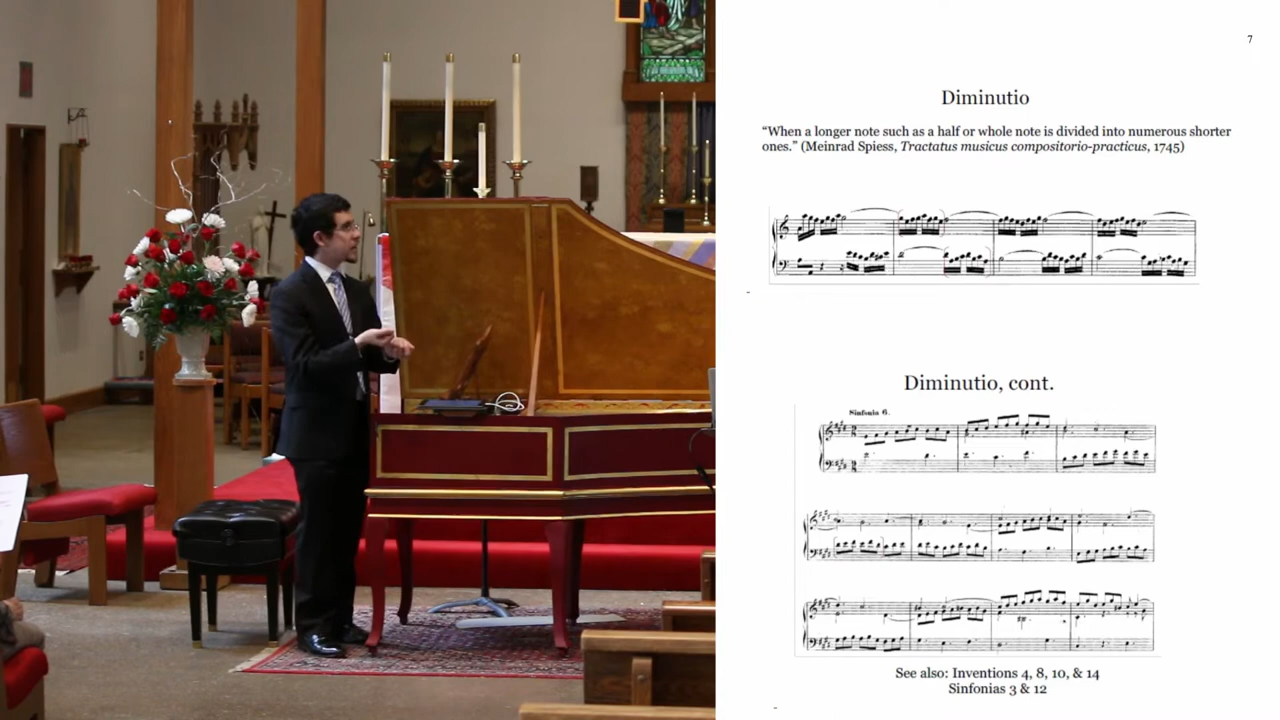 7
Diminutio
“When a longer note such as a half or whole note is divided into numerous shorter
ones.” (Meinrad Spiess, Tractatus musicus compositorio-practicus, 1745)
Diminutio, cont.
Sinfonia 6.
See also: Inventions 4, 8, 10, & 14
Sinfonias 3 & 12